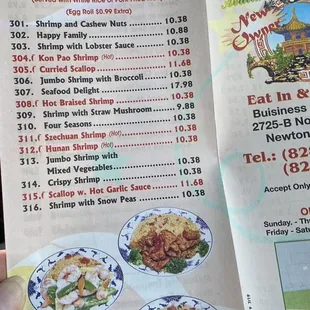 (Egg Roll $0.99 Extra)
301. Shrimp and Cashew Nuts 10.38
302. Happy Family 10.88
303. Shrimp with Lobster Sauce 10.38
304.f Kon Pao Shrimp (Hot) 10.38
305.f Curried Scallop 11.68
306. Jumbo Shrimp with Broccoli 10.38
307. Seafood Delight 17.98
308.f Hot Braised Shrimp 10.38
309. Shrimp with Straw Mushroom 9.88
310. Four Seasons 10.38
311.f Szechuan Shrimp (Hot) 10.38
312.f Hunan Shrimp (Hot) 10.38
313. Jumbo Shrimp with
Mixed Vegetables 10.38
314. Crispy Shrimp 10.38
315.f Scallop w. Hot Garlic Sauce 11.68
316. Shrimp with Snow Peas 10.38
New
Owner
Eat In &
Buisiness
2725-B No
Newton
Tel.: (82
(82
Accept Only
Sunday. - Thu
Friday - Satu